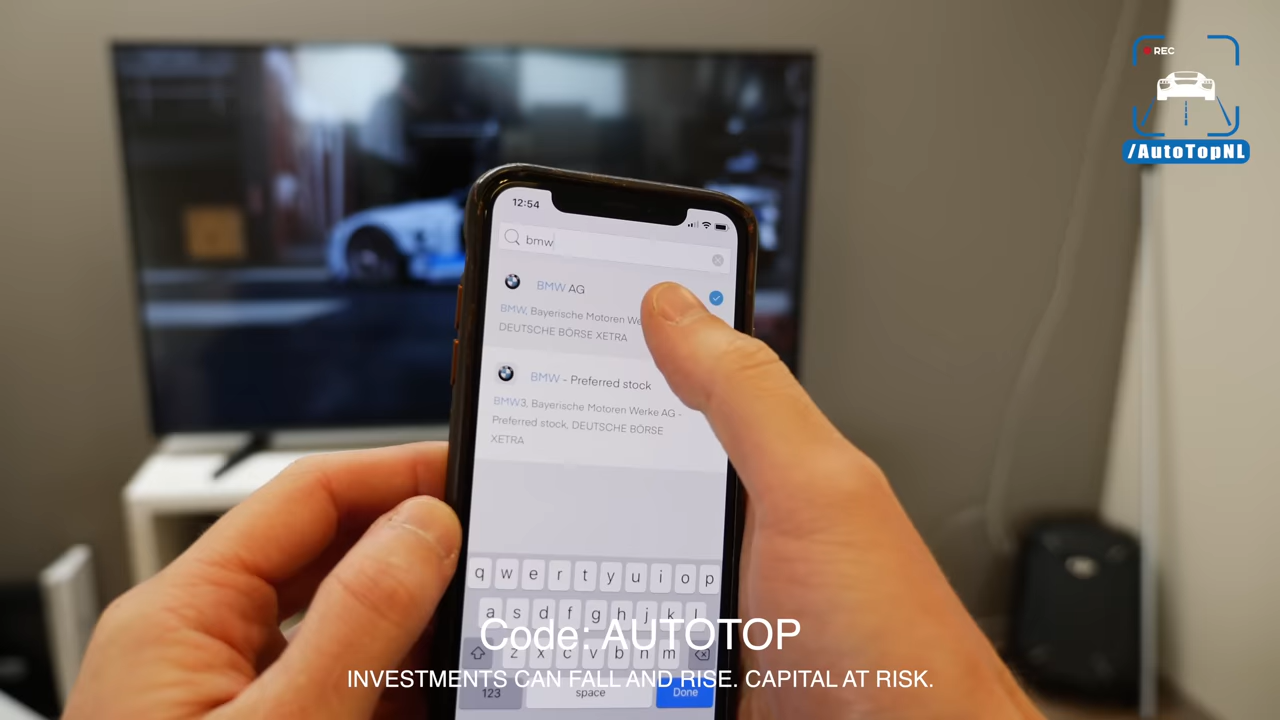 REC
/AutoTopNL
12:54
bmw
BMW AG
BMW, Bayerische Motoren We
DEUTSCHE BÖRSE XETRA
BMW - Preferred stock
BMW3, Bayerische Motoren Werke AG -
Preferred stock, DEUTSCHE BÖRSE
XETRA
q w e r t y u i o p
a s d f g h j k l
Code: AUTOTOP
z x c v b n m
INVESTMENTS CAN FALL AND RISE. CAPITAL AT RISK.
123 space Done